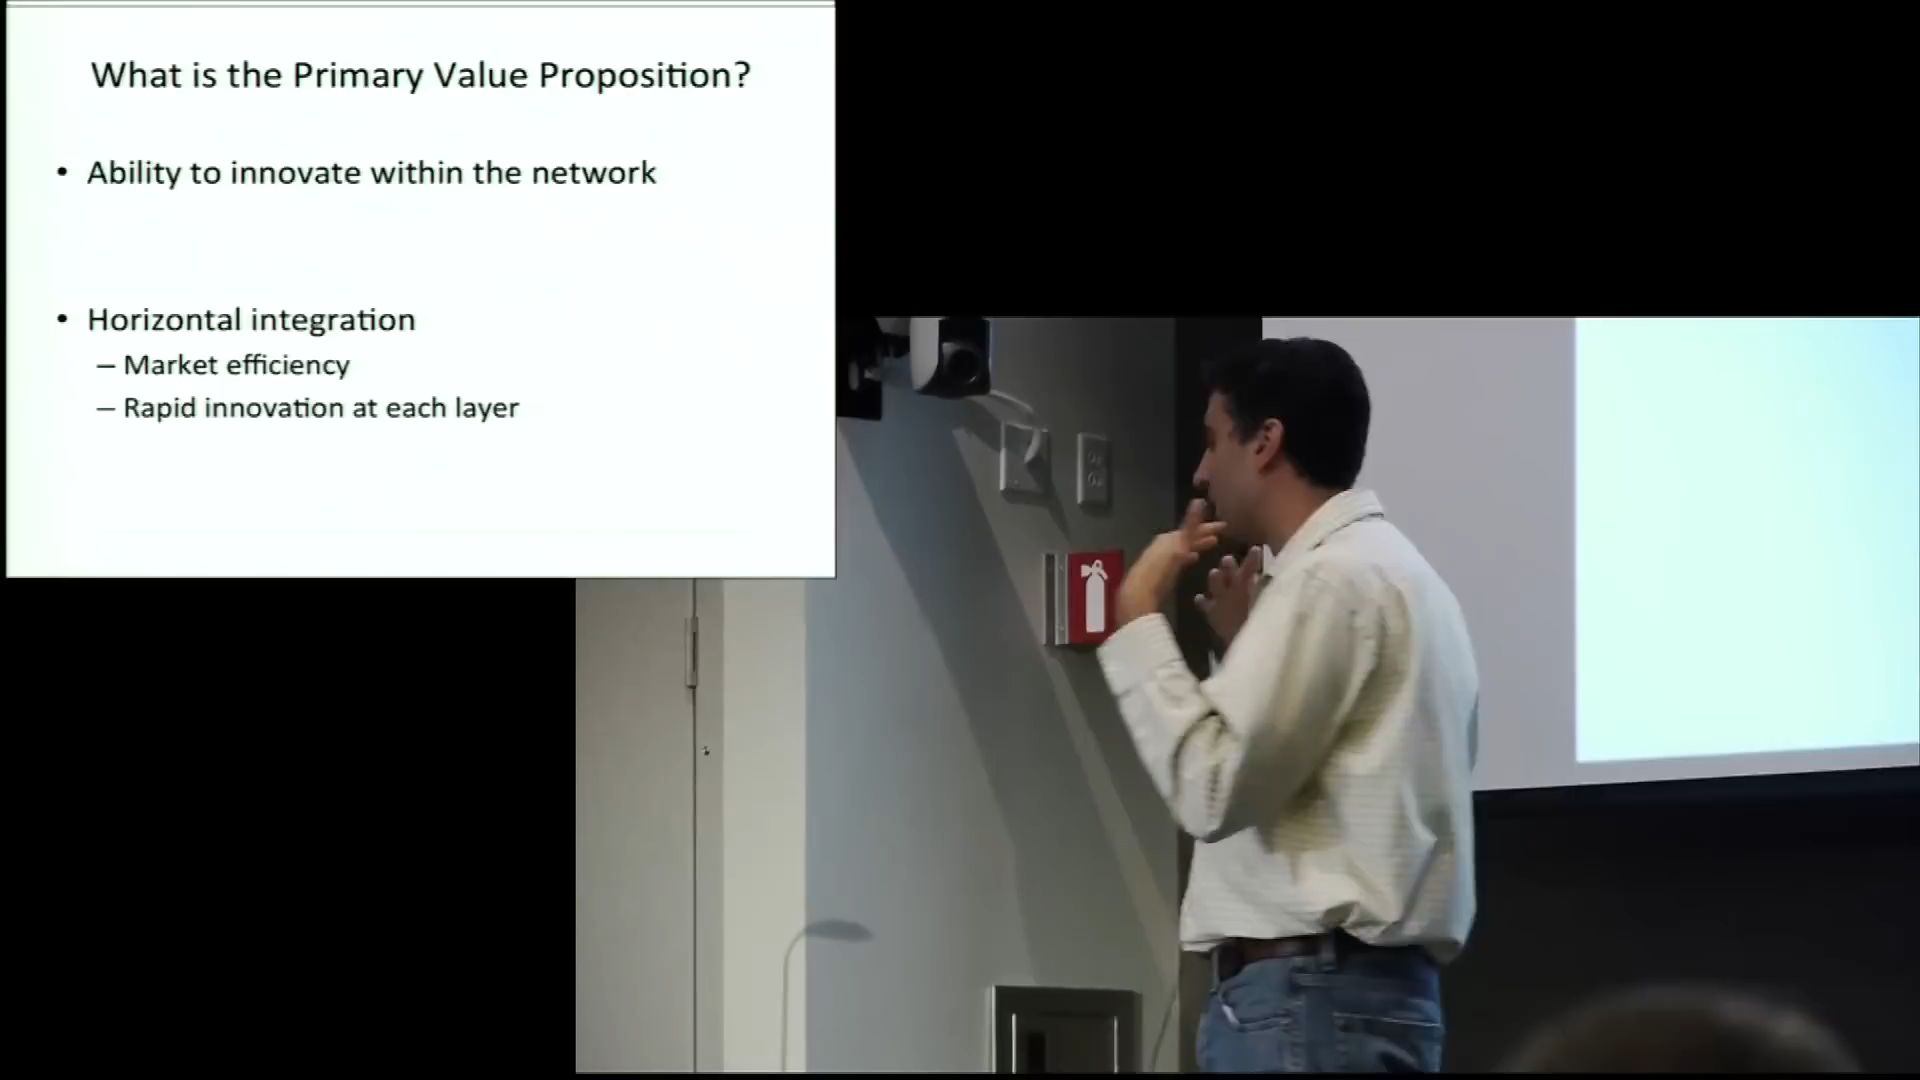 What is the Primary Value Proposition?
• Ability to innovate within the network
• Horizontal integration
– Market efficiency
– Rapid innovation at each layer